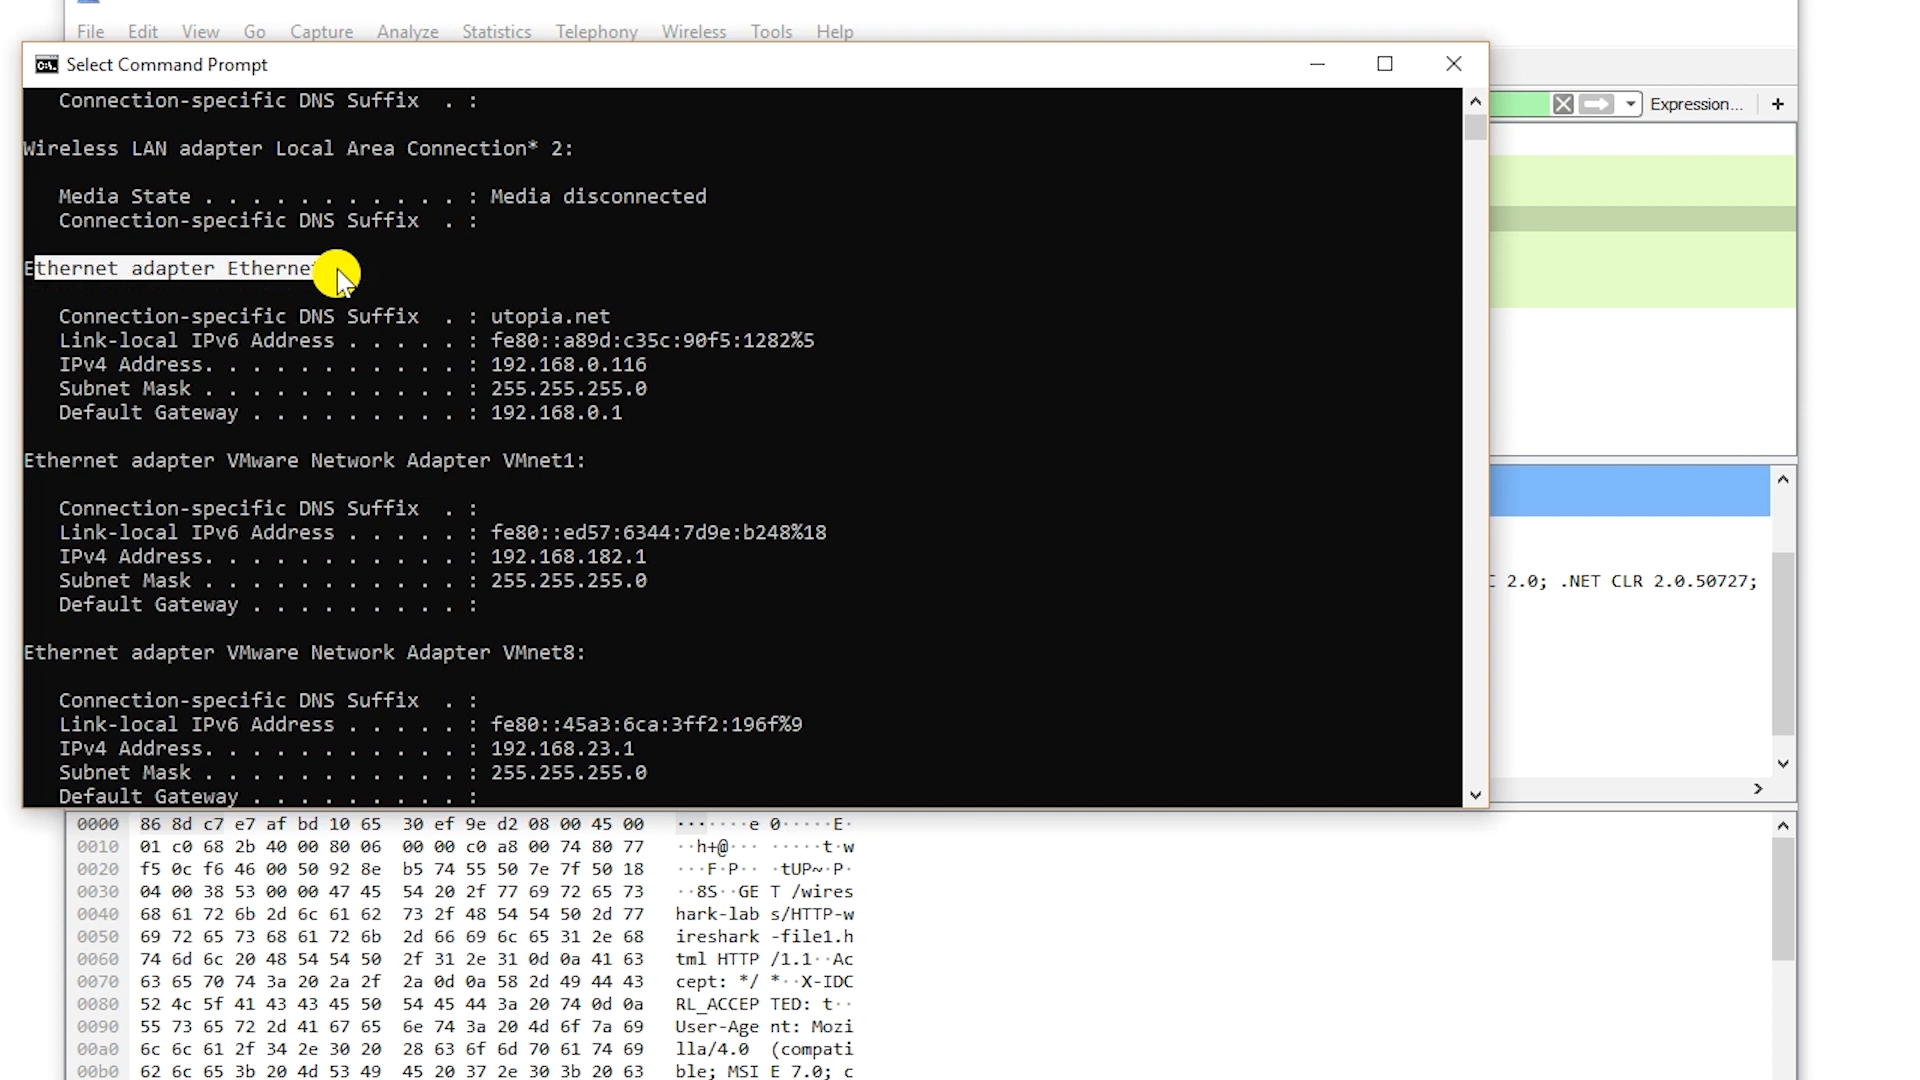 File Edit View Go Capture Analyze Statistics Telephony Wireless Tools Help
Select Command Prompt
Expression... +
Connection-specific DNS Suffix . :
Wireless LAN adapter Local Area Connection* 2:
Media State . . . . . . . . . . . : Media disconnected
Connection-specific DNS Suffix . :
Ethernet adapter Ethernet
Connection-specific DNS Suffix . : utopia.net
Link-local IPv6 Address . . . . . : fe80::a89d:c35c:90f5:1282%5
IPv4 Address. . . . . . . . . . . : 192.168.0.116
Subnet Mask . . . . . . . . . . . : 255.255.255.0
Default Gateway . . . . . . . . . : 192.168.0.1
Ethernet adapter VMware Network Adapter VMnet1:
Connection-specific DNS Suffix . :
Link-local IPv6 Address . . . . . : fe80::ed57:6344:7d9e:b248%18
IPv4 Address. . . . . . . . . . . : 192.168.182.1
Subnet Mask . . . . . . . . . . . : 255.255.255.0
C 2.0; .NET CLR 2.0.50727;
Default Gateway . . . . . . . . . :
Ethernet adapter VMware Network Adapter VMnet8:
Connection-specific DNS Suffix . :
Link-local IPv6 Address . . . . . : fe80::45a3:6ca:3ff2:196f%9
IPv4 Address. . . . . . . . . . . : 192.168.23.1
Subnet Mask . . . . . . . . . . . : 255.255.255.0
Default Gateway . . . . . . . . . :
0000 86 8d c7 e7 af bd 10 65 30 ef 9e d2 08 00 45 00 ·······e 0·····E·
0010 01 c0 68 2b 40 00 80 06 00 00 c0 a8 00 74 80 77 ··h+@··· ·····t·w
0020 f5 0c f6 46 00 50 92 8e b5 74 55 50 7e 7f 50 18 ···F·P·· ·tUP~·P·
0030 04 00 38 53 00 00 47 45 54 20 2f 77 69 72 65 73 ··8S··GE T /wires
0040 68 61 72 6b 2d 6c 61 62 73 2f 48 54 54 50 2d 77 hark-lab s/HTTP-w
0050 69 72 65 73 68 61 72 6b 2d 66 69 6c 65 31 2e 68 ireshark -file1.h
0060 74 6d 6c 20 48 54 54 50 2f 31 2e 31 0d 0a 41 63 tml HTTP /1.1··Ac
0070 63 65 70 74 3a 20 2a 2f 2a 0d 0a 58 2d 49 44 43 cept: */ *··X-IDC
0080 52 4c 5f 41 43 43 45 50 54 45 44 3a 20 74 0d 0a RL_ACCEP TED: t··
0090 55 73 65 72 2d 41 67 65 6e 74 3a 20 4d 6f 7a 69 User-Age nt: Mozi
00a0 6c 6c 61 2f 34 2e 30 20 28 63 6f 6d 70 61 74 69 lla/4.0 (compati
00b0 62 6c 65 3b 20 4d 53 49 45 20 37 2e 30 3b 20 63 ble; MSI E 7.0; c